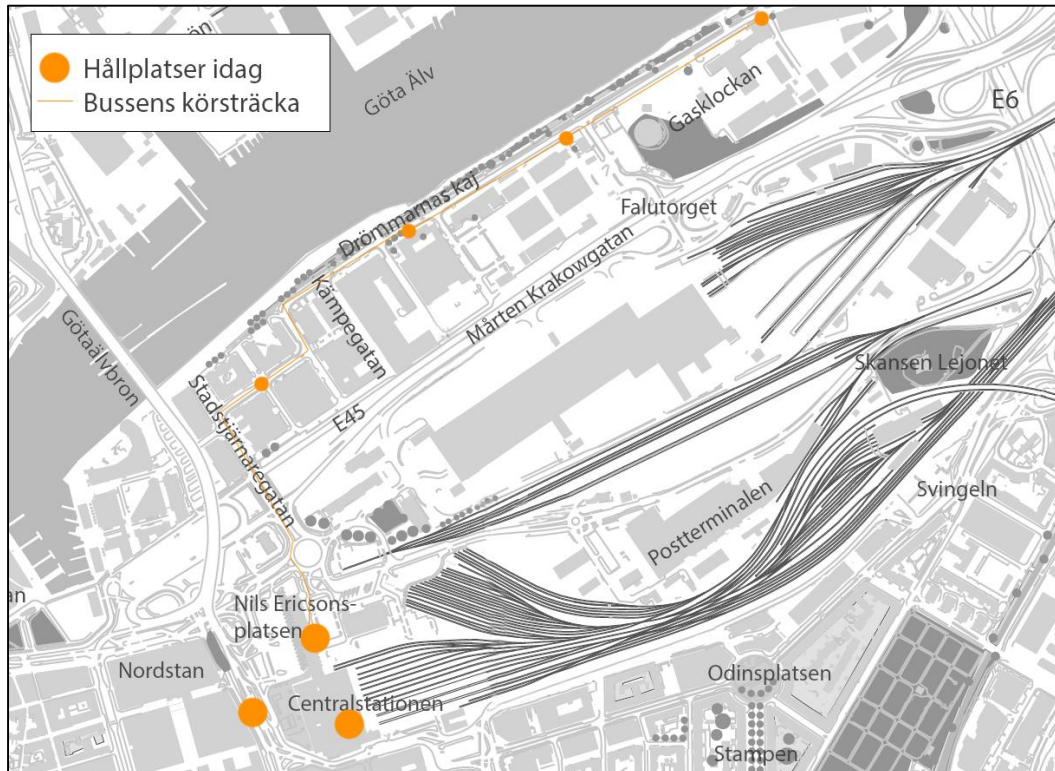 Hållplatser idag
Bussens körsträcka
Göta Älv
Gasklockan
E6
Drömmarnas kaj
Falutorget
Kämpegatan
Mårten Krakowgatan
Götaälvbron
Stadstjärnaregatan
E45
Skansen Lejonet
Svingeln
Postterminalen
Nils Ericsons-
platsen
Nordstan
Centralstationen
Odinsplatsen
Stampen